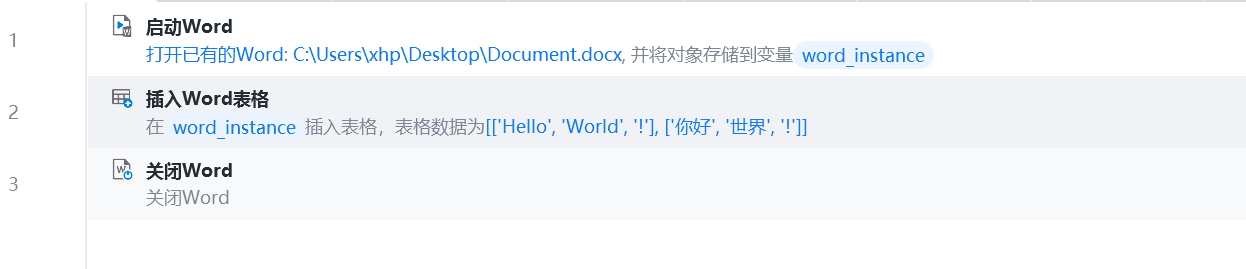 1
启动Word
打开已有的Word: C:\Users\xhp\Desktop\Document.docx, 并将对象存储到变量 word_instance
2
插入Word表格
在 word_instance 插入表格，表格数据为[['Hello', 'World', '!'], ['你好', '世界', '!']]
3
关闭Word
关闭Word